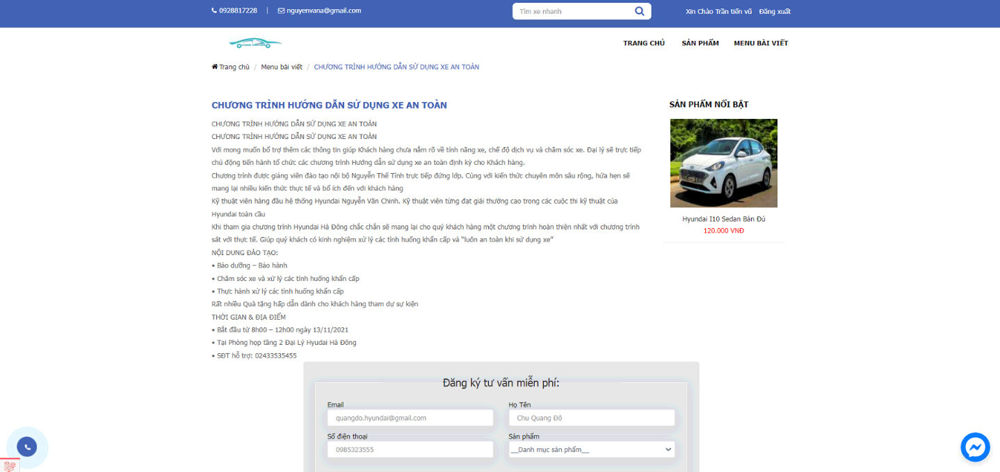 0928817228 | nguyenvana@gmail.com
Tìm xe nhanh
Xin Chào Trần tiến vũ Đăng xuất
TRANG CHỦ SẢN PHẨM MENU BÀI VIẾT
Trang chủ / Menu bài viết / CHƯƠNG TRÌNH HƯỚNG DẪN SỬ DỤNG XE AN TOÀN
CHƯƠNG TRÌNH HƯỚNG DẪN SỬ DỤNG XE AN TOÀN
CHƯƠNG TRÌNH HƯỚNG DẪN SỬ DỤNG XE AN TOÀN
CHƯƠNG TRÌNH HƯỚNG DẪN SỬ DỤNG XE AN TOÀN
Với mong muốn bổ trợ thêm các thông tin giúp Khách hàng chưa nắm rõ về tính năng xe, chế độ dịch vụ và chăm sóc xe. Đại lý sẽ trực tiếp
chủ động tiến hành tổ chức các chương trình Hướng dẫn sử dụng xe an toàn định kỳ cho Khách hàng.
Chương trình được giảng viên đào tạo nội bộ Nguyễn Thế Tình trực tiếp đứng lớp. Cùng với kiến thức chuyên môn sâu rộng, hứa hẹn sẽ
mang lại nhiều kiến thức thực tế và bổ ích đến với khách hàng
Kỹ thuật viên hàng đầu hệ thống Hyundai Nguyễn Văn Chinh. Kỹ thuật viên từng đạt giải thưởng cao trong các cuộc thi kỹ thuật của
Hyundai toàn cầu
Khi tham gia chương trình Hyundai Hà Đông chắc chắn sẽ mang lại cho quý khách hàng một chương trình hoàn thiện nhất với chương trình
sát với thực tế. Giúp quý khách có kinh nghiệm xử lý các tình huống khẩn cấp và “luôn an toàn khi sử dụng xe”
NỘI DUNG ĐÀO TẠO:
• Bảo dưỡng – Bảo hành
• Chăm sóc xe và xử lý các tình huống khẩn cấp
• Thực hành xử lý các tình huống khẩn cấp
Rất nhiều Quà tặng hấp dẫn dành cho khách hàng tham dự sự kiện
THỜI GIAN & ĐỊA ĐIỂM
• Bắt đầu từ 8h00 – 12h00 ngày 13/11/2021
• Tại Phòng họp tầng 2 Đại Lý Hyudai Hà Đông
• SĐT hỗ trợ: 02433535455
SẢN PHẨM NỔI BẬT
Hyundai I10 Sedan Bản Đủ
120.000 VNĐ
Đăng ký tư vấn miễn phí:
Email Họ Tên
quangdo.hyundai@gmail.com Chu Quang Đô
Số điện thoại Sản phẩm
0985323555 __Danh mục sản phẩm__